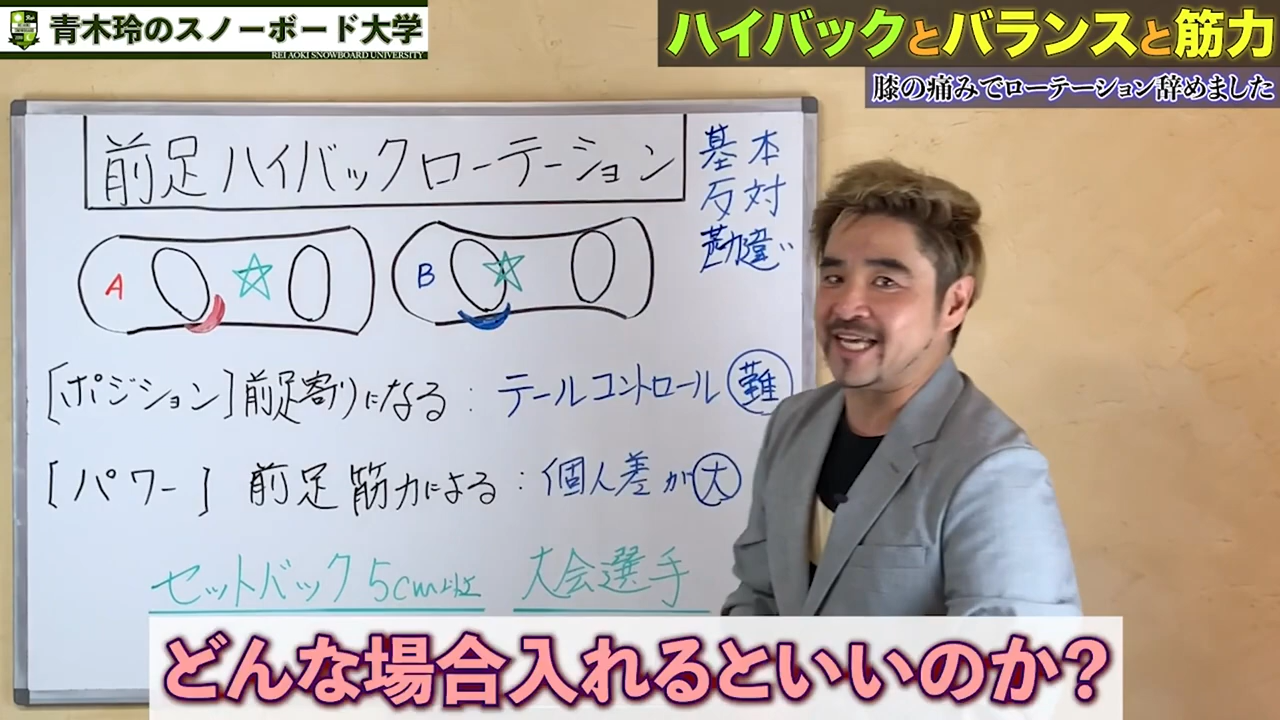 青木玲のスノーボード大学
REI AOKI SNOWBOARD UNIVERSITY
ハイバックとバランスと筋力
膝の痛みでローテーション辞めました
前足ハイバックローテーション
基本
反対
勘違い
A
B
[ポジション]前足寄りになる:テールコントロール 難
[パワー] 前足筋力による:個人差が大
セットバック5cm以上 大会選手
どんな場合入れるといいのか?